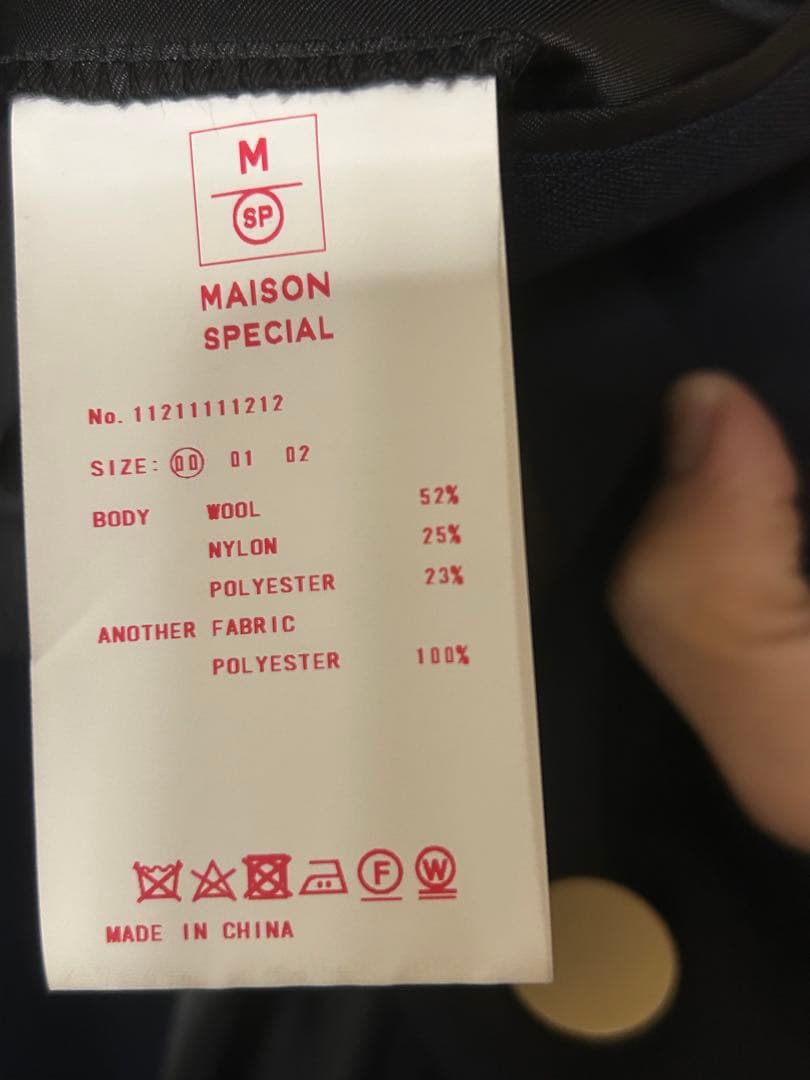 M
SP
MAISON
SPECIAL
No. 11211111212
SIZE: 00 01 02
BODY WOOL 52%
NYLON 25%
POLYESTER 23%
ANOTHER FABRIC
POLYESTER 100%
F W
MADE IN CHINA